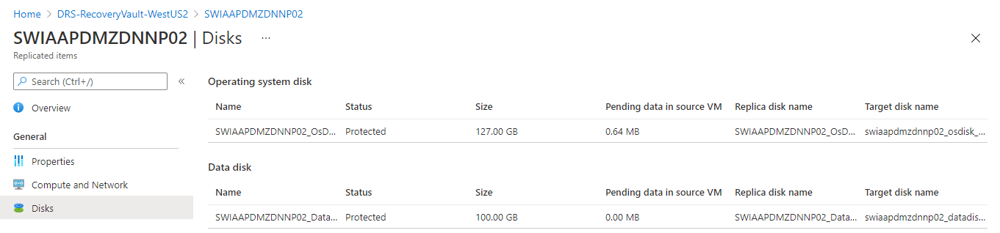 Home > DRS-RecoveryVault-WestUS2 > SWIAAPDMZDNNP02
SWIAAPDMZDNNP02 | Disks ...
Replicated items
Search (Ctrl+/)
Overview
General
Properties
Compute and Network
Disks
Operating system disk
Name Status Size Pending data in source VM Replica disk name Target disk name
SWIAAPDMZDNNP02_OsD... Protected 127.00 GB 0.64 MB SWIAAPDMZDNNP02_OsD... swiaapdmzdnnp02_osdisk_...
Data disk
Name Status Size Pending data in source VM Replica disk name Target disk name
SWIAAPDMZDNNP02_Data... Protected 100.00 GB 0.00 MB SWIAAPDMZDNNP02_Data... swiaapdmzdnnp02_datadis...